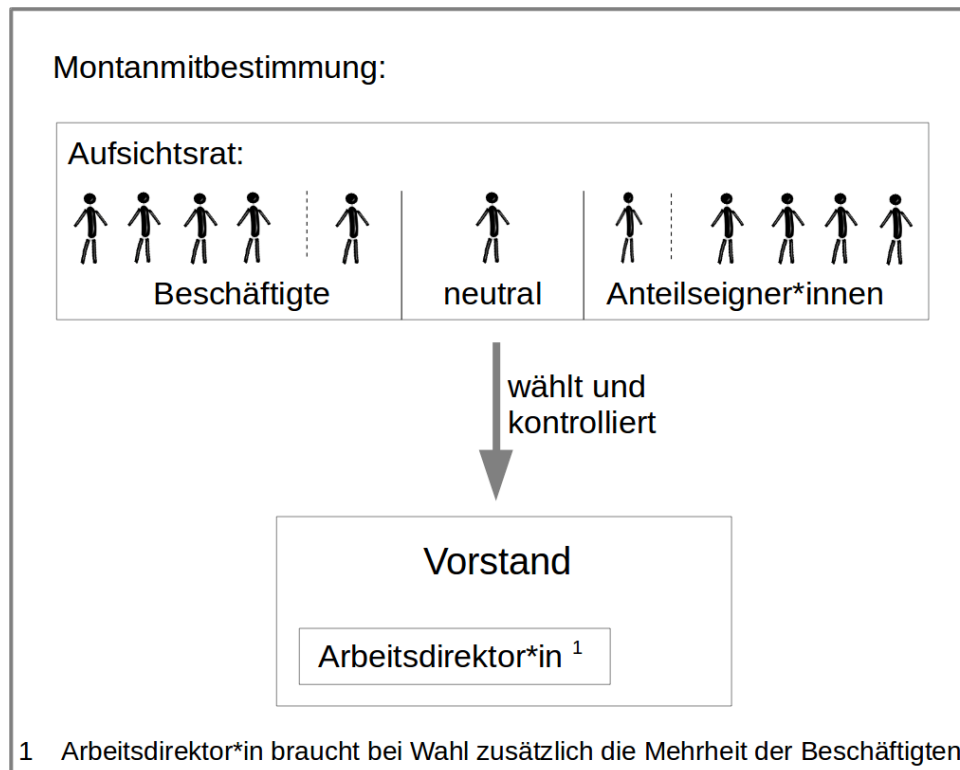 Montanmitbestimmung:
Aufsichtsrat:
Beschäftigte
neutral
Anteilseigner*innen
wählt und
kontrolliert
Vorstand
Arbeitsdirektor*in 1
1 Arbeitsdirektor*in braucht bei Wahl zusätzlich die Mehrheit der Beschäftigten